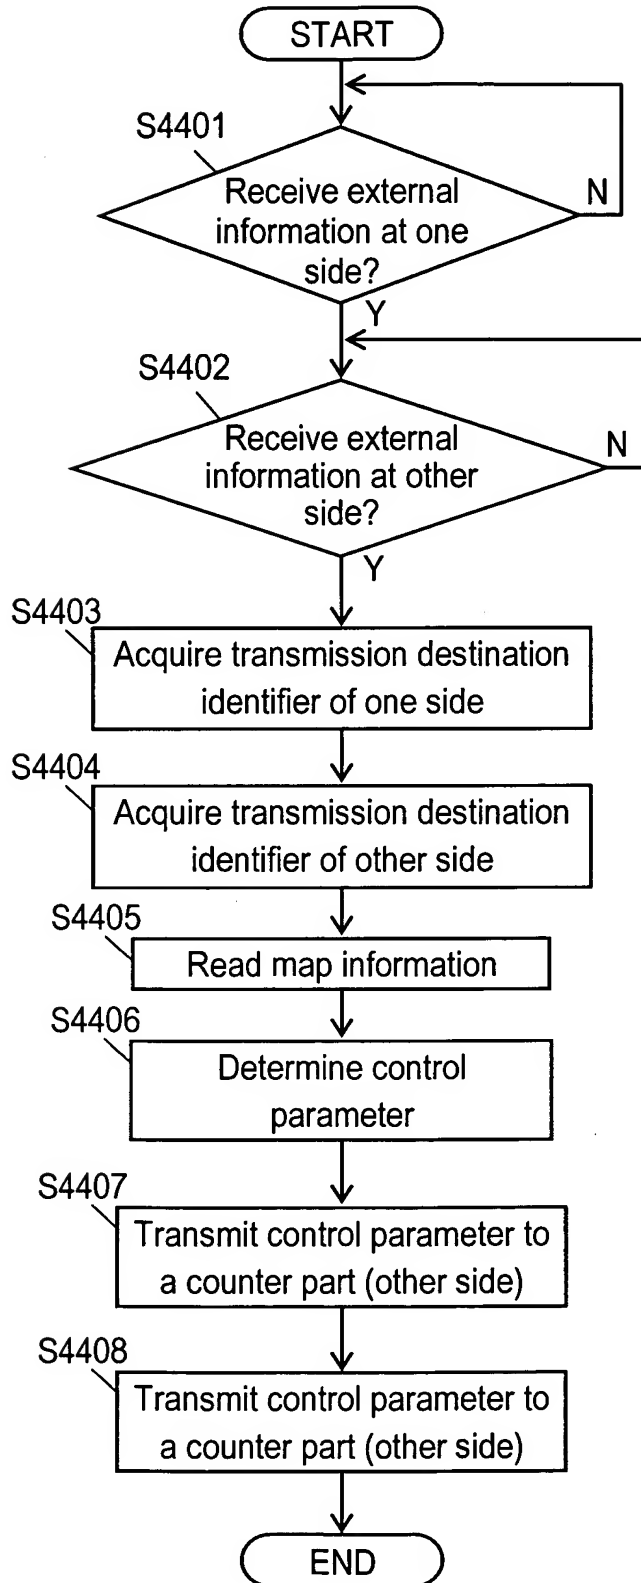 START
S4401
Receive external
information at one
side?
N
Y
S4402
Receive external
information at other
side?
N
Y
S4403
Acquire transmission destination
identifier of one side
S4404
Acquire transmission destination
identifier of other side
S4405
Read map information
S4406
Determine control
parameter
S4407
Transmit control parameter to
a counter part (other side)
S4408
Transmit control parameter to
a counter part (other side)
END